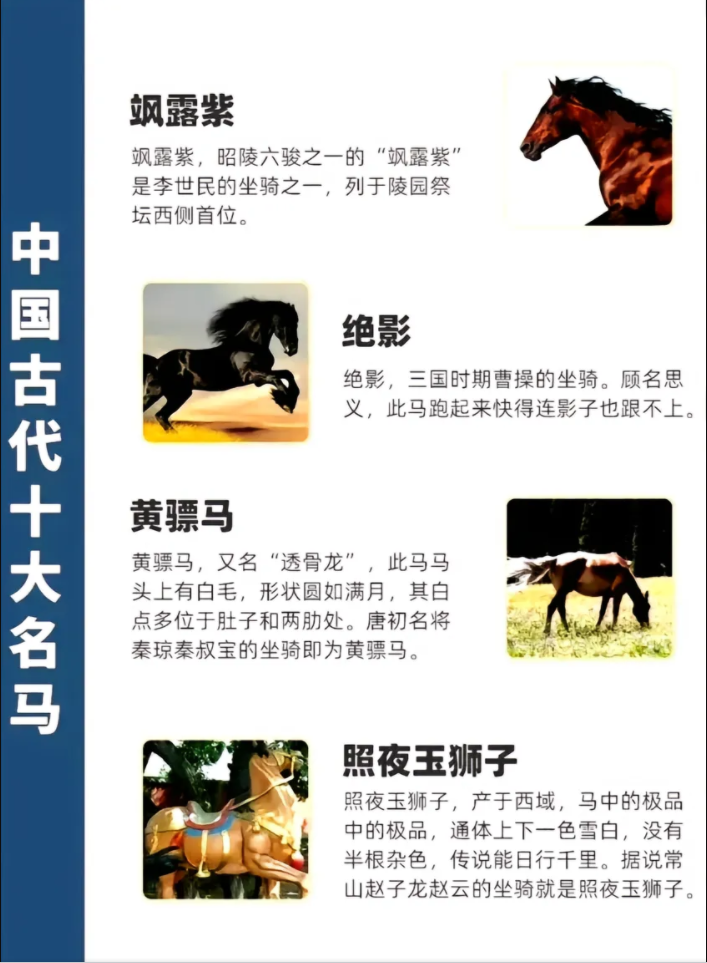 中国古代十大名马
飒露紫
飒露紫，昭陵六骏之一的“飒露紫”
是李世民的坐骑之一，列于陵园祭
坛西侧首位。
绝影
绝影，三国时期曹操的坐骑。顾名思
义，此马跑起来快得连影子也跟不上。
黄骠马
黄骠马，又名“透骨龙”，此马马
头上有白毛，形状圆如满月，其白
点多位于肚子和两肋处。唐初名将
秦琼秦叔宝的坐骑即为黄骠马。
照夜玉狮子
照夜玉狮子，产于西域，马中的极品
中的极品，通体上下一色雪白，没有
半根杂色，传说能日行千里。据说常
山赵子龙赵云的坐骑就是照夜玉狮子。